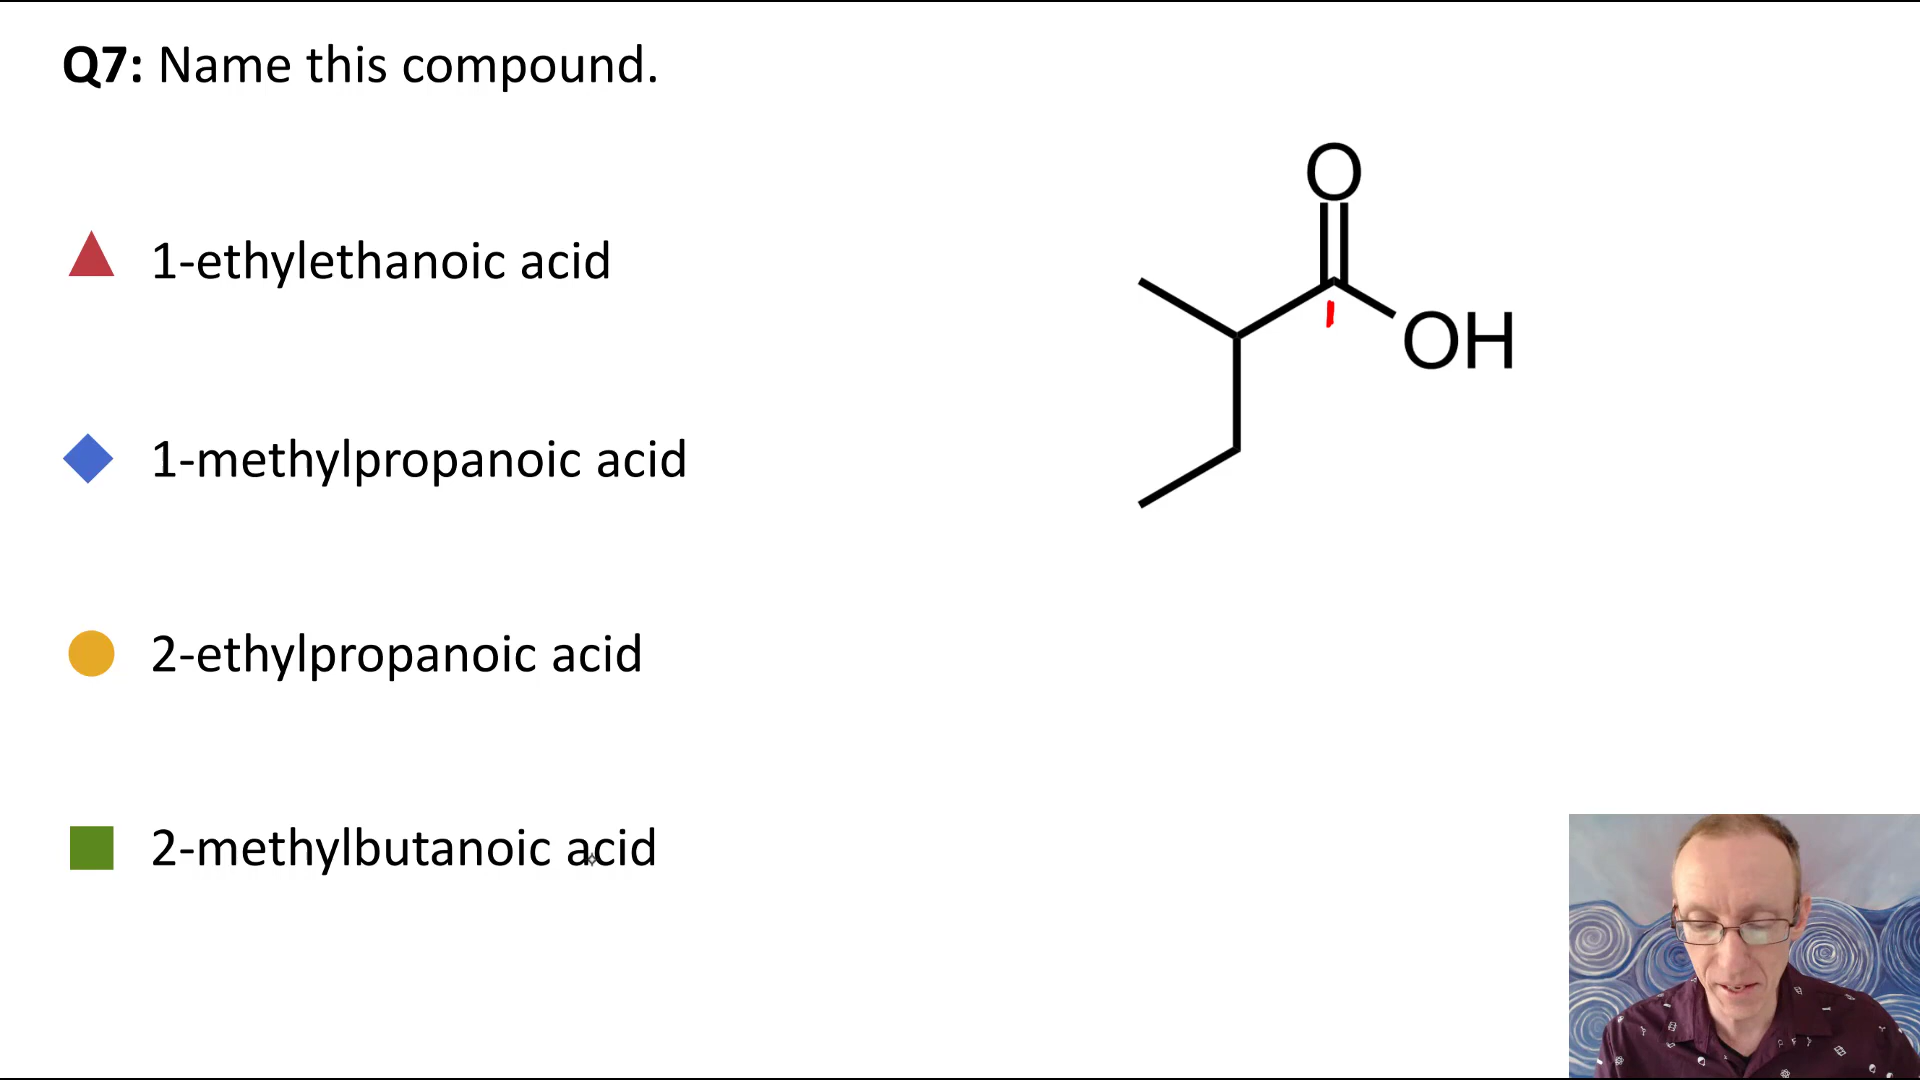 Q7: Name this compound.
O
1-ethylethanoic acid
1
OH
1-methylpropanoic acid
2-ethylpropanoic acid
2-methylbutanoic acid